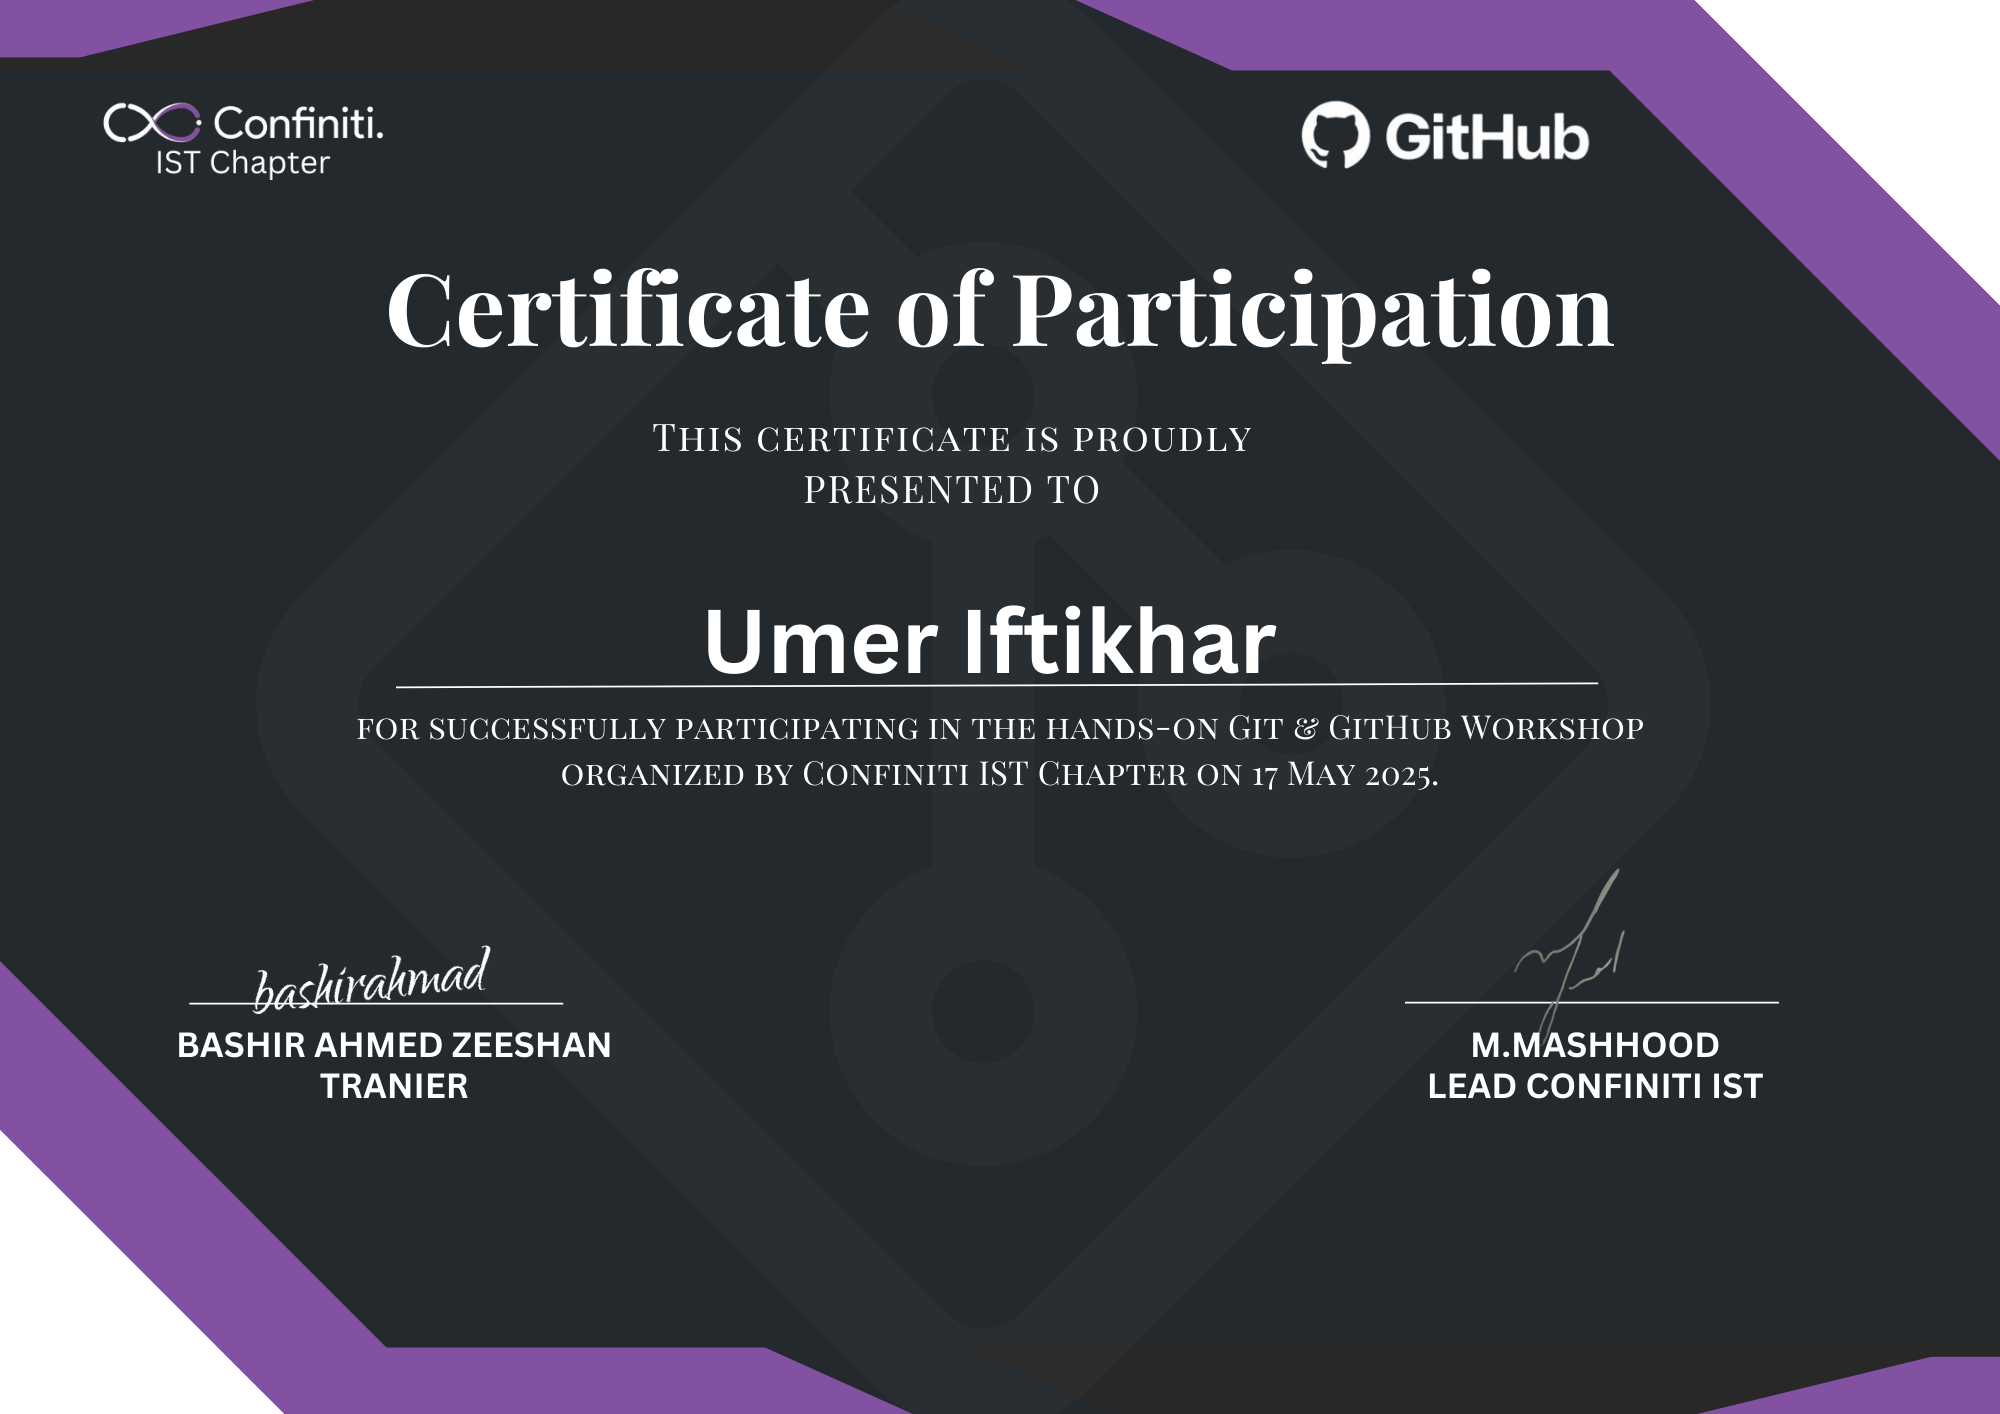 Confiniti.
IST Chapter
GitHub
Certificate of Participation
This certificate is proudly
PRESENTED TO
Umer Iftikhar
for successfully participating in the hands-on Git & GitHub Workshop
organized by Confiniti IST Chapter on 17 May 2025.
bashirahmad
BASHIR AHMED ZEESHAN
TRANIER
M.MASHHOOD
LEAD CONFINITI IST